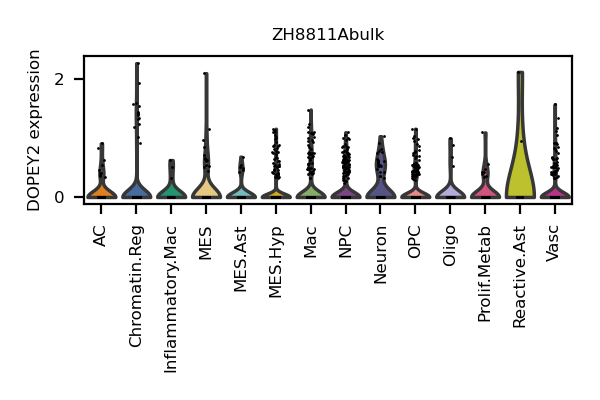 ZH8811Abulk
DOPEY2 expression
2
0
AC
Chromatin.Reg
Inflammatory.Mac
MES
MES.Ast
MES.Hyp
Mac
NPC
Neuron
OPC
Oligo
Prolif.Metab
Reactive.Ast
Vasc